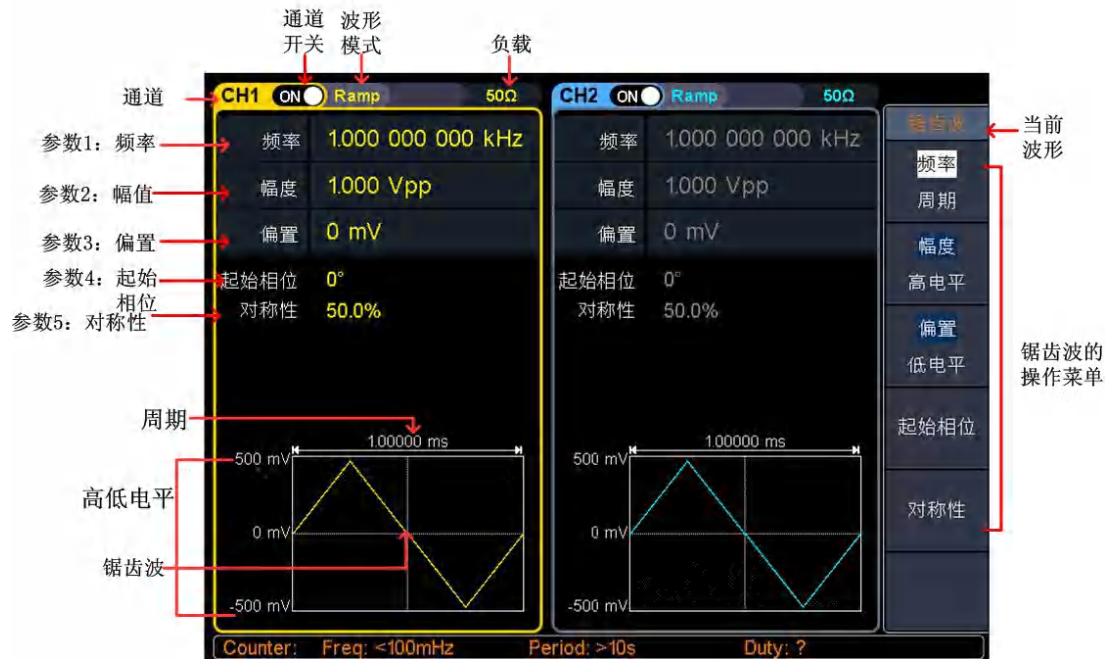 通道
开关
波形
模式
负载
通道
CH1 ON Ramp 50Ω
CH2 ON Ramp 50Ω
锯齿波
当前
波形
参数1：频率
频率 1.000 000 000 kHz
频率 1.000 000 000 kHz
频率
周期
参数2：幅值
幅度 1.000 Vpp
幅度 1.000 Vpp
幅度
高电平
参数3：偏置
偏置 0 mV
偏置 0 mV
偏置
低电平
参数4：起始
相位
起始相位 0°
起始相位 0°
参数5：对称性
对称性 50.0%
对称性 50.0%
锯齿波的
操作菜单
起始相位
对称性
周期
1.00000 ms
1.00000 ms
500 mV
500 mV
高低电平
0 mV
0 mV
锯齿波
-500 mV
-500 mV
Counter: Freq: <100mHz Period: >10s Duty: ?